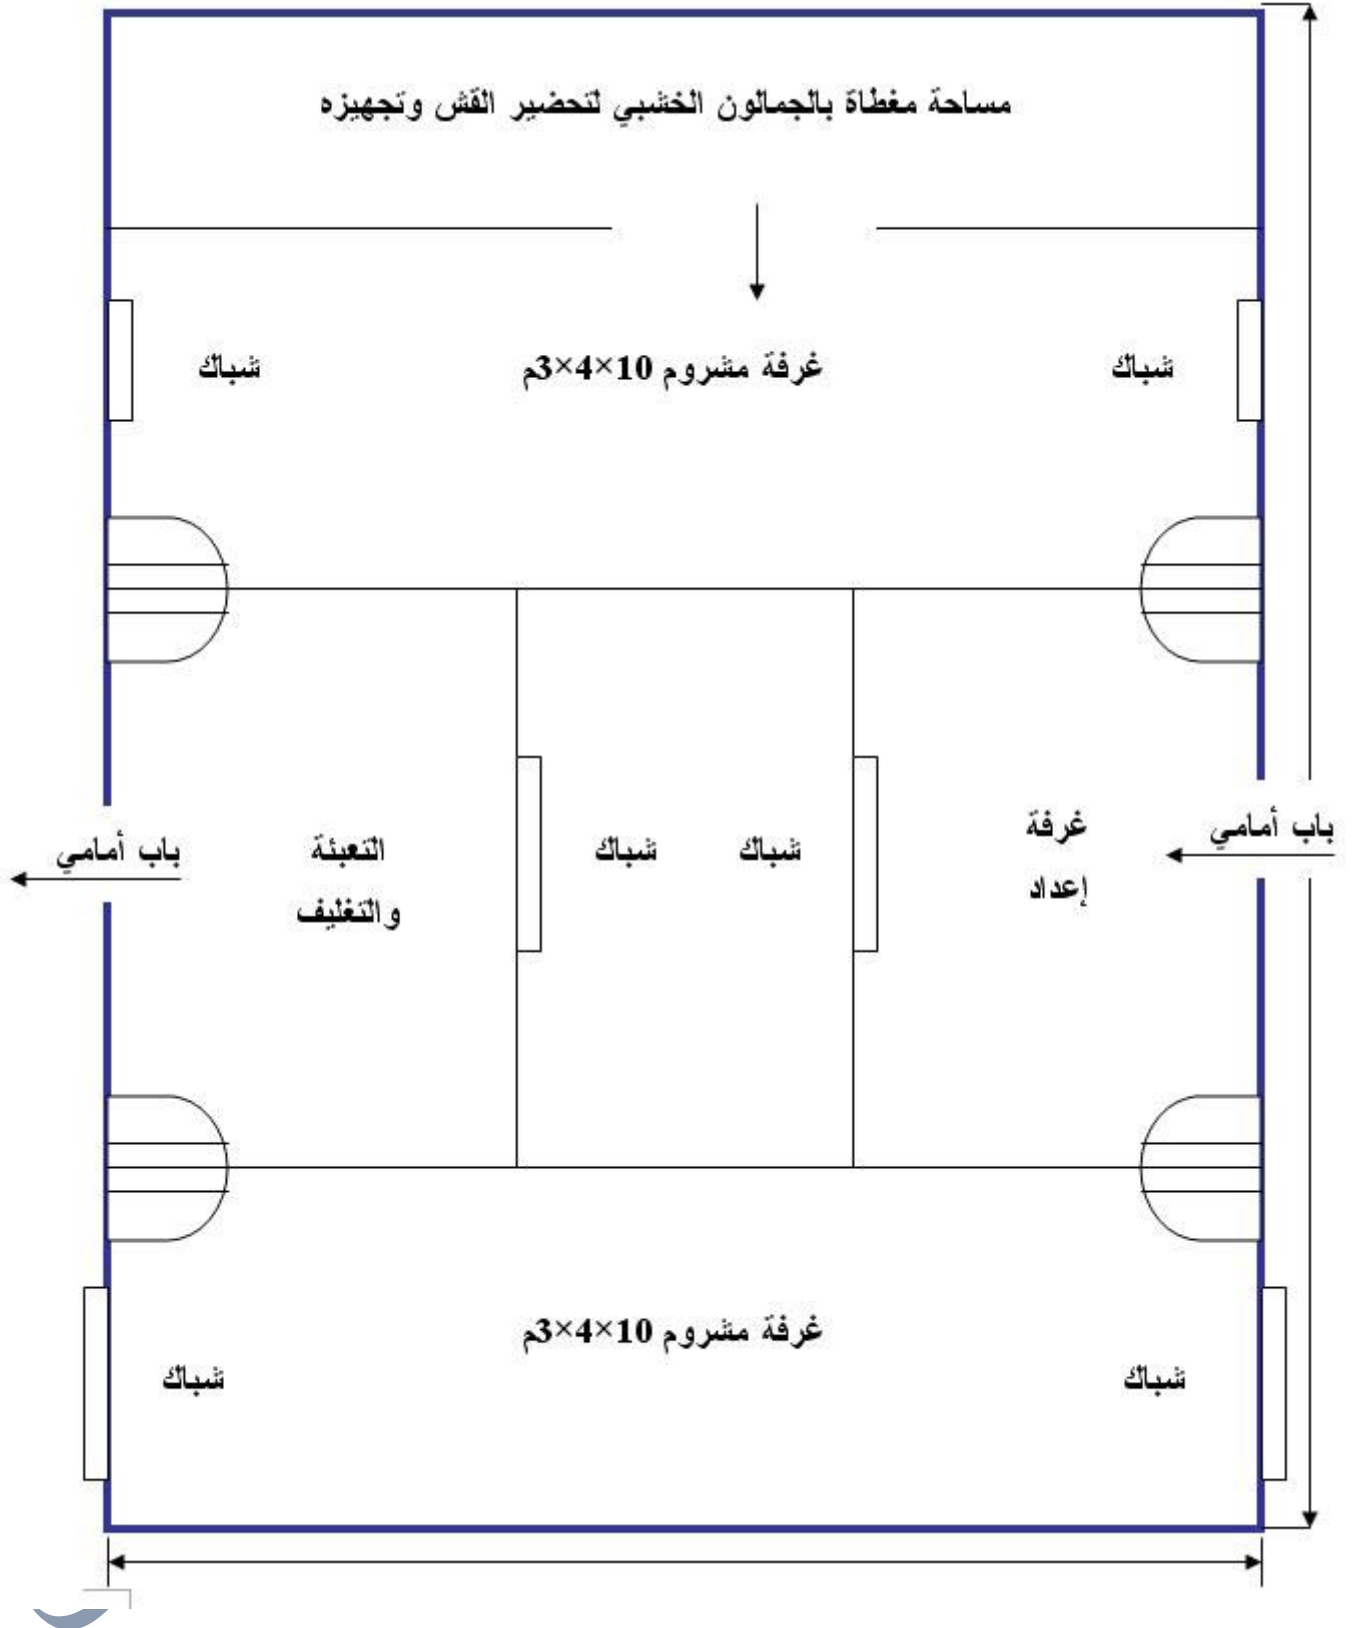 مساحة مغطاة بالجمالون الخشبي لتحضير القش وتجهيزه
شباك
غرفة مشروم 10×4×3م
شباك
باب أمامي
غرفة
إعداد
شباك
شباك
التعبئة
والتغليف
باب أمامي
غرفة مشروم 10×4×3م
شباك
شباك